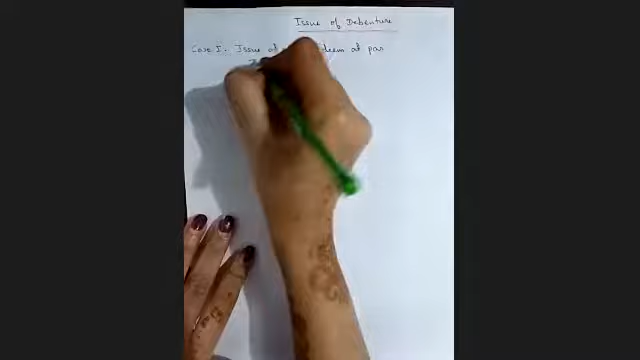 Issue of Debenture
Case I. Issue at deem at par